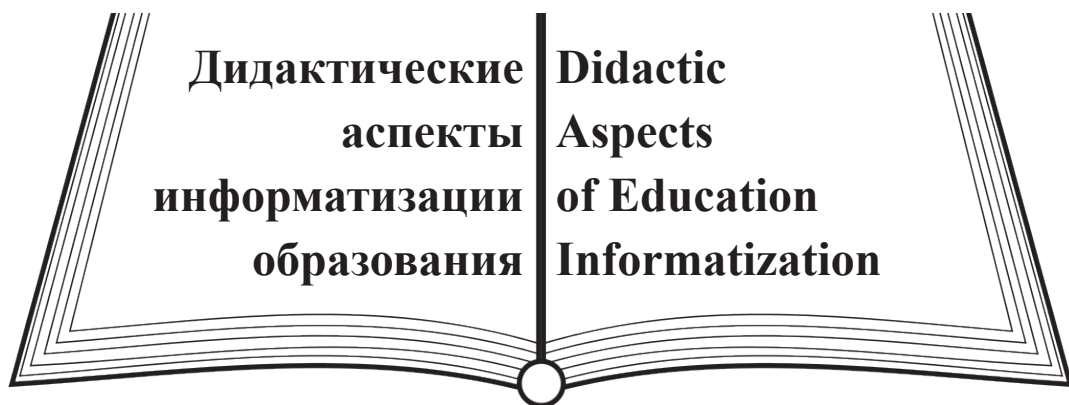 Дидактические
аспекты
информатизации
образования
Didactic
Aspects
of Education
Informatization